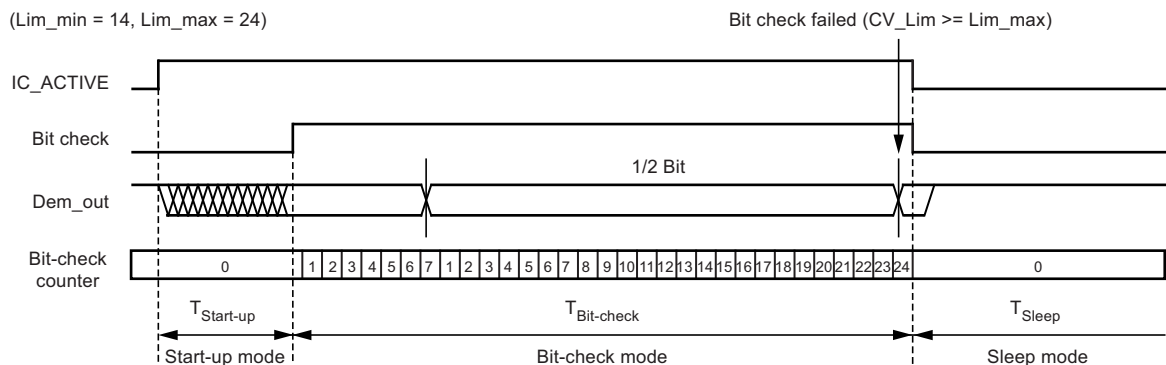 (Lim_min = 14, Lim_max = 24)
Bit check failed (CV_Lim >= Lim_max)
IC_ACTIVE
Bit check
1/2 Bit
Dem_out
Bit-check
counter
0 1 2 3 4 5 6 7 1 2 3 4 5 6 7 8 9 10 11 12 13 14 15 16 17 18 19 20 21 22 23 24 0
TStart-up TBit-check TSleep
Start-up mode Bit-check mode Sleep mode